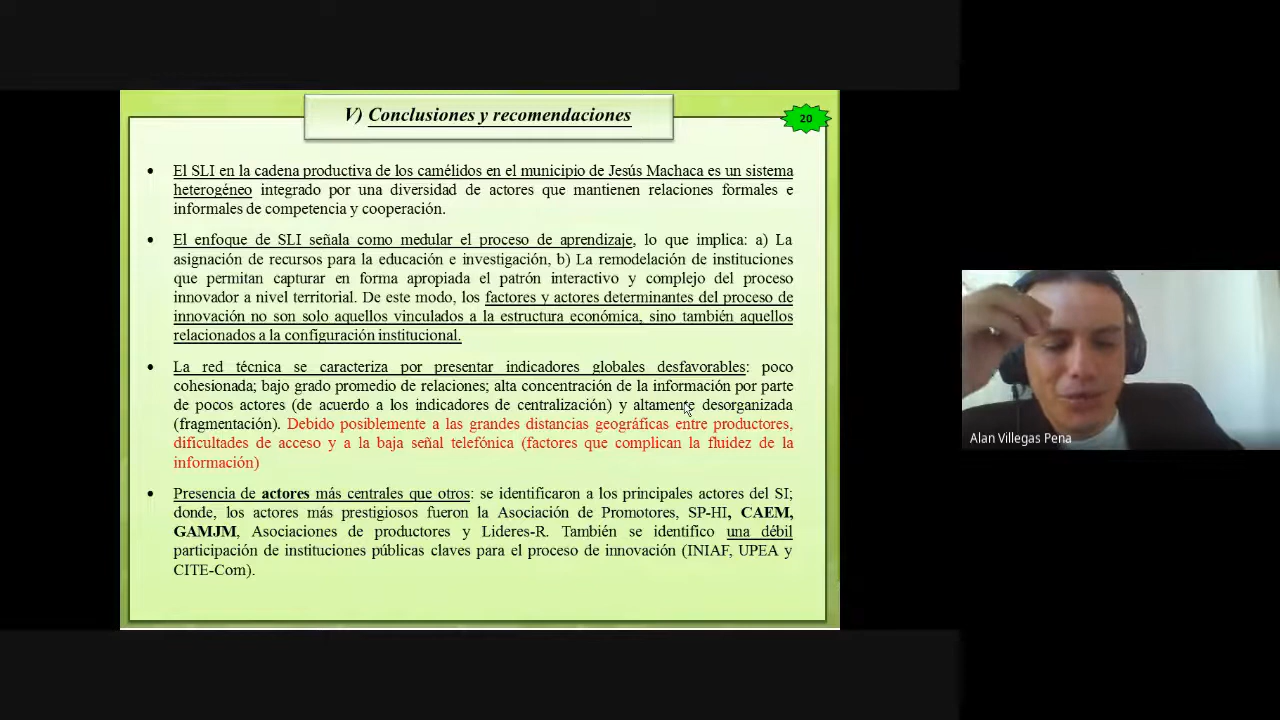 V) Conclusiones y recomendaciones
20
• El SLI en la cadena productiva de los camélidos en el municipio de Jesús Machaca es un sistema
heterogéneo integrado por una diversidad de actores que mantienen relaciones formales e
informales de competencia y cooperación.
• El enfoque de SLI señala como medular el proceso de aprendizaje, lo que implica: a) La
asignación de recursos para la educación e investigación, b) La remodelación de instituciones
que permitan capturar en forma apropiada el patrón interactivo y complejo del proceso
innovador a nivel territorial. De este modo, los factores y actores determinantes del proceso de
innovación no son solo aquellos vinculados a la estructura económica, sino también aquellos
relacionados a la configuración institucional.
• La red técnica se caracteriza por presentar indicadores globales desfavorables: poco
cohesionada; bajo grado promedio de relaciones; alta concentración de la información por parte
de pocos actores (de acuerdo a los indicadores de centralización) y altamente desorganizada
(fragmentación). Debido posiblemente a las grandes distancias geográficas entre productores,
dificultades de acceso y a la baja señal telefónica (factores que complican la fluidez de la
información)
• Presencia de actores más centrales que otros: se identificaron a los principales actores del SI;
donde, los actores más prestigiosos fueron la Asociación de Promotores, SP-HI, CAEM,
GAMJM, Asociaciones de productores y Lideres-R. También se identifico una débil
participación de instituciones públicas claves para el proceso de innovación (INIAF, UPEA y
CITE-Com).
Alan Villegas Pena